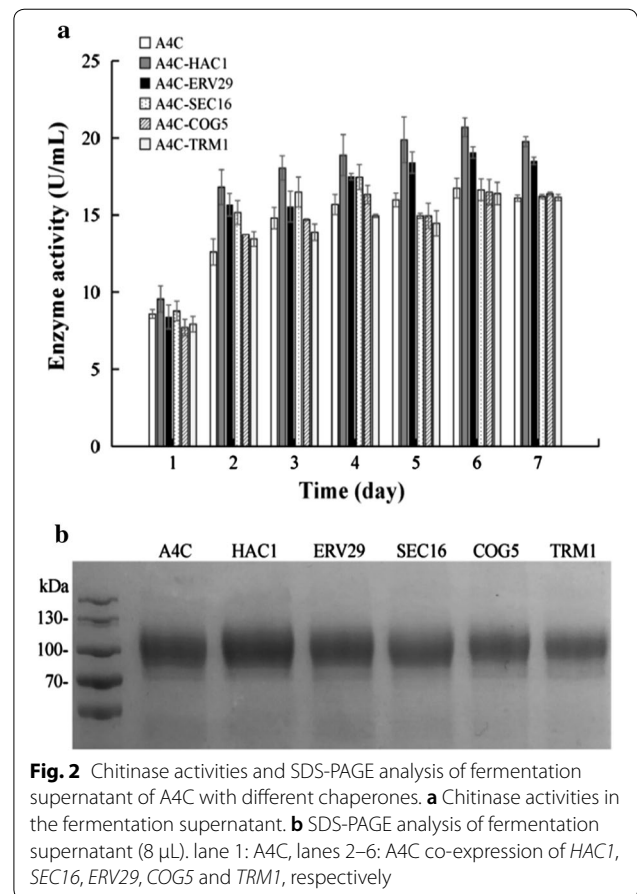 a
A4C
A4C-HAC1
A4C-ERV29
A4C-SEC16
A4C-COG5
A4C-TRM1
Enzyme activity (U/mL)
25
20
15
10
5
0
1 2 3 4 5 6 7
Time (day)
b
A4C HAC1 ERV29 SEC16 COG5 TRM1
kDa
130-
100-
70-
Fig. 2 Chitinase activities and SDS-PAGE analysis of fermentation
supernatant of A4C with different chaperones. a Chitinase activities in
the fermentation supernatant. b SDS-PAGE analysis of fermentation
supernatant (8 μL). lane 1: A4C, lanes 2–6: A4C co-expression of HAC1,
SEC16, ERV29, COG5 and TRM1, respectively